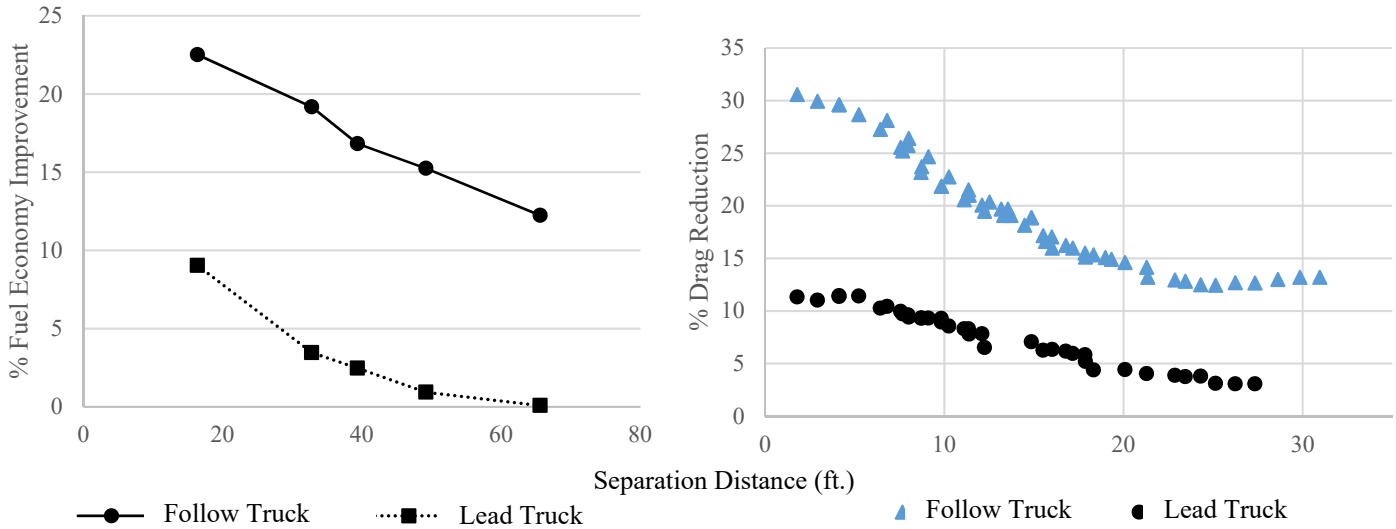 % Fuel Economy Improvement
25
20
15
10
5
0
0 20 40 60 80
% Drag Reduction
35
30
25
20
15
10
5
0
0 10 20 30
Separation Distance (ft.)
Follow Truck Lead Truck
Follow Truck Lead Truck